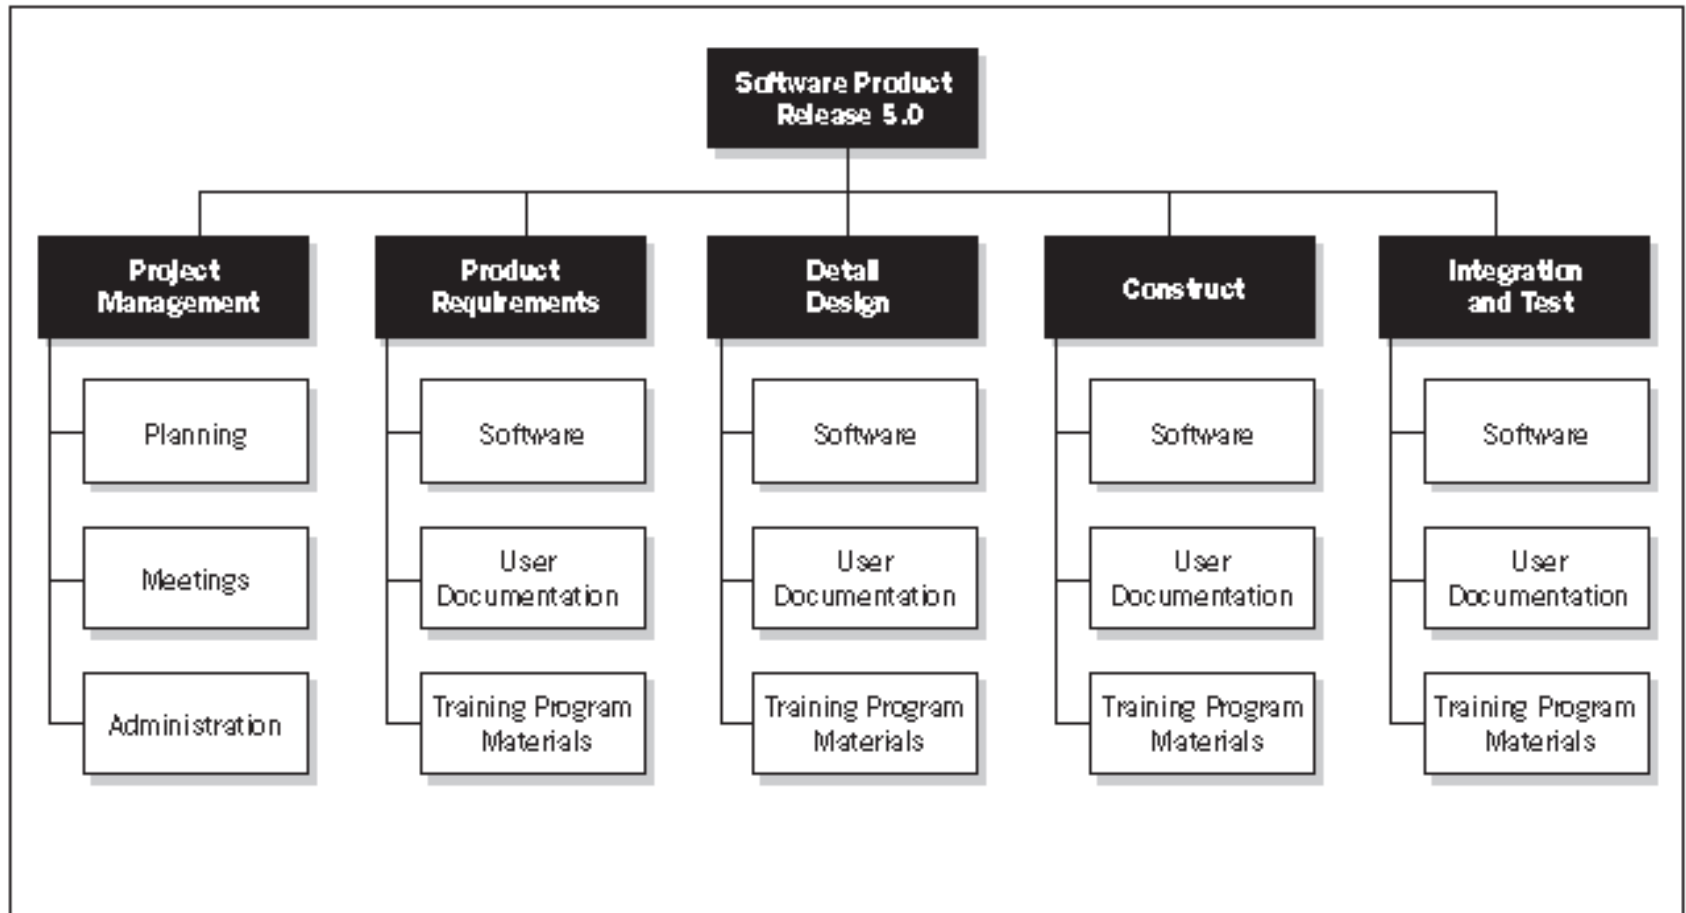 Software Product
Release 5.0
Project
Management
Product
Requirements
Detail
Design
Construct
Integration
and Test
Planning
Software
Software
Software
Software
Meetings
User
Documentation
User
Documentation
User
Documentation
User
Documentation
Administration
Training Program
Materials
Training Program
Materials
Training Program
Materials
Training Program
Materials